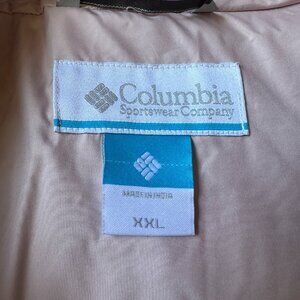 Columbia
Sportswear Company
MADE IN INDIA
XXL